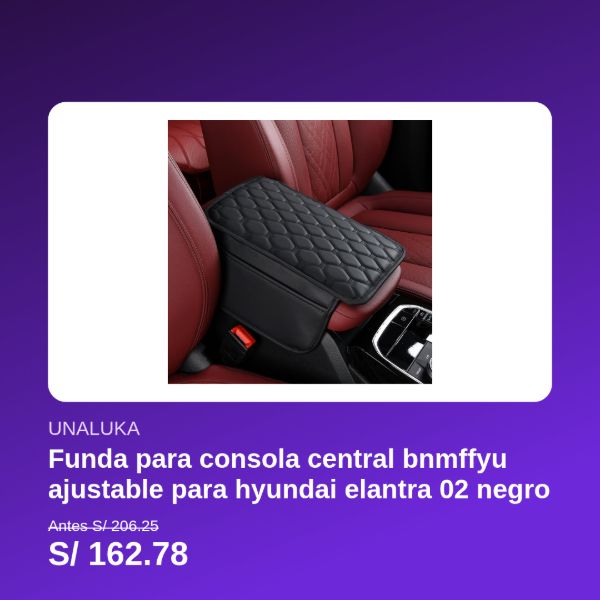 UNALUKA
Funda para consola central bnmffyu
ajustable para hyundai elantra 02 negro
Antes S/ 206.25
S/ 162.78